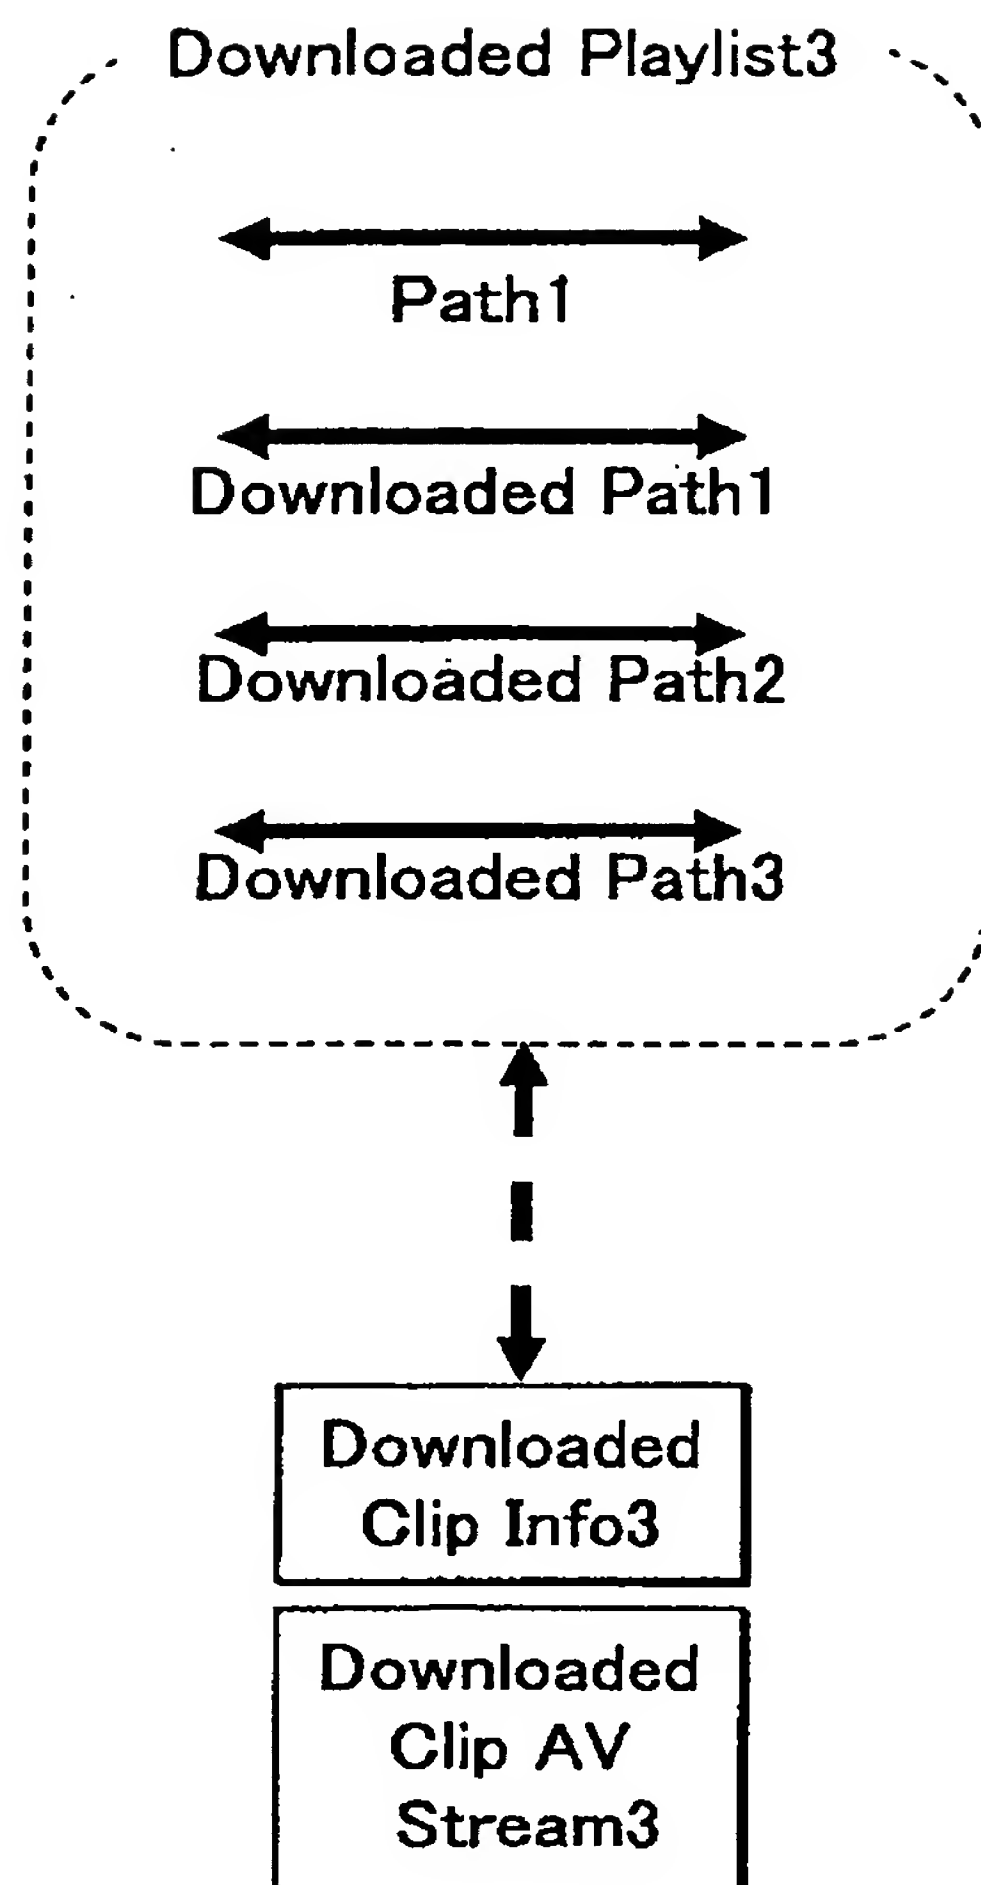 Downloaded Playlist3
Path1
Downloaded Path1
Downloaded Path2
Downloaded Path3
Downloaded
Clip Info3
Downloaded
Clip AV
Stream3